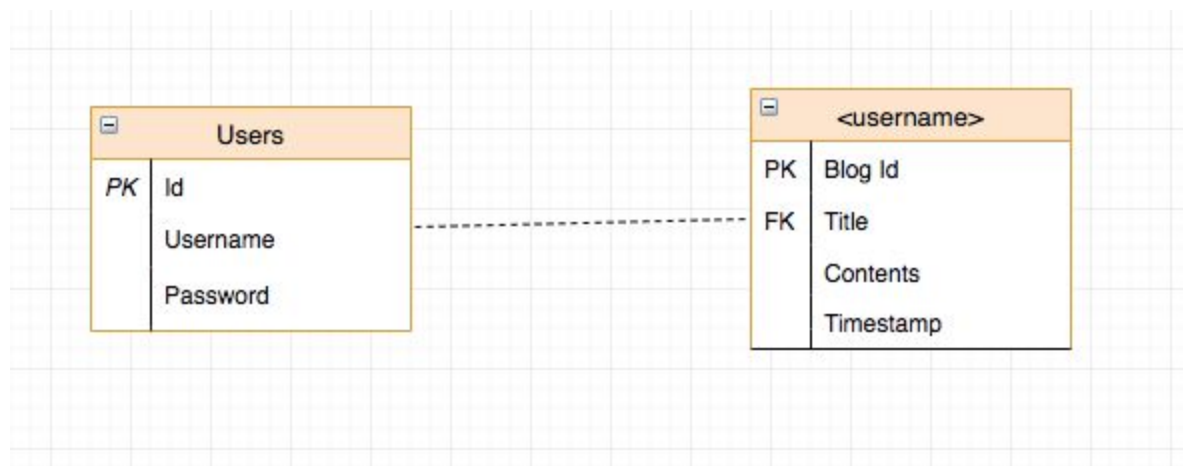 Users
PK Id
Username
Password
<username>
PK Blog Id
FK Title
Contents
Timestamp